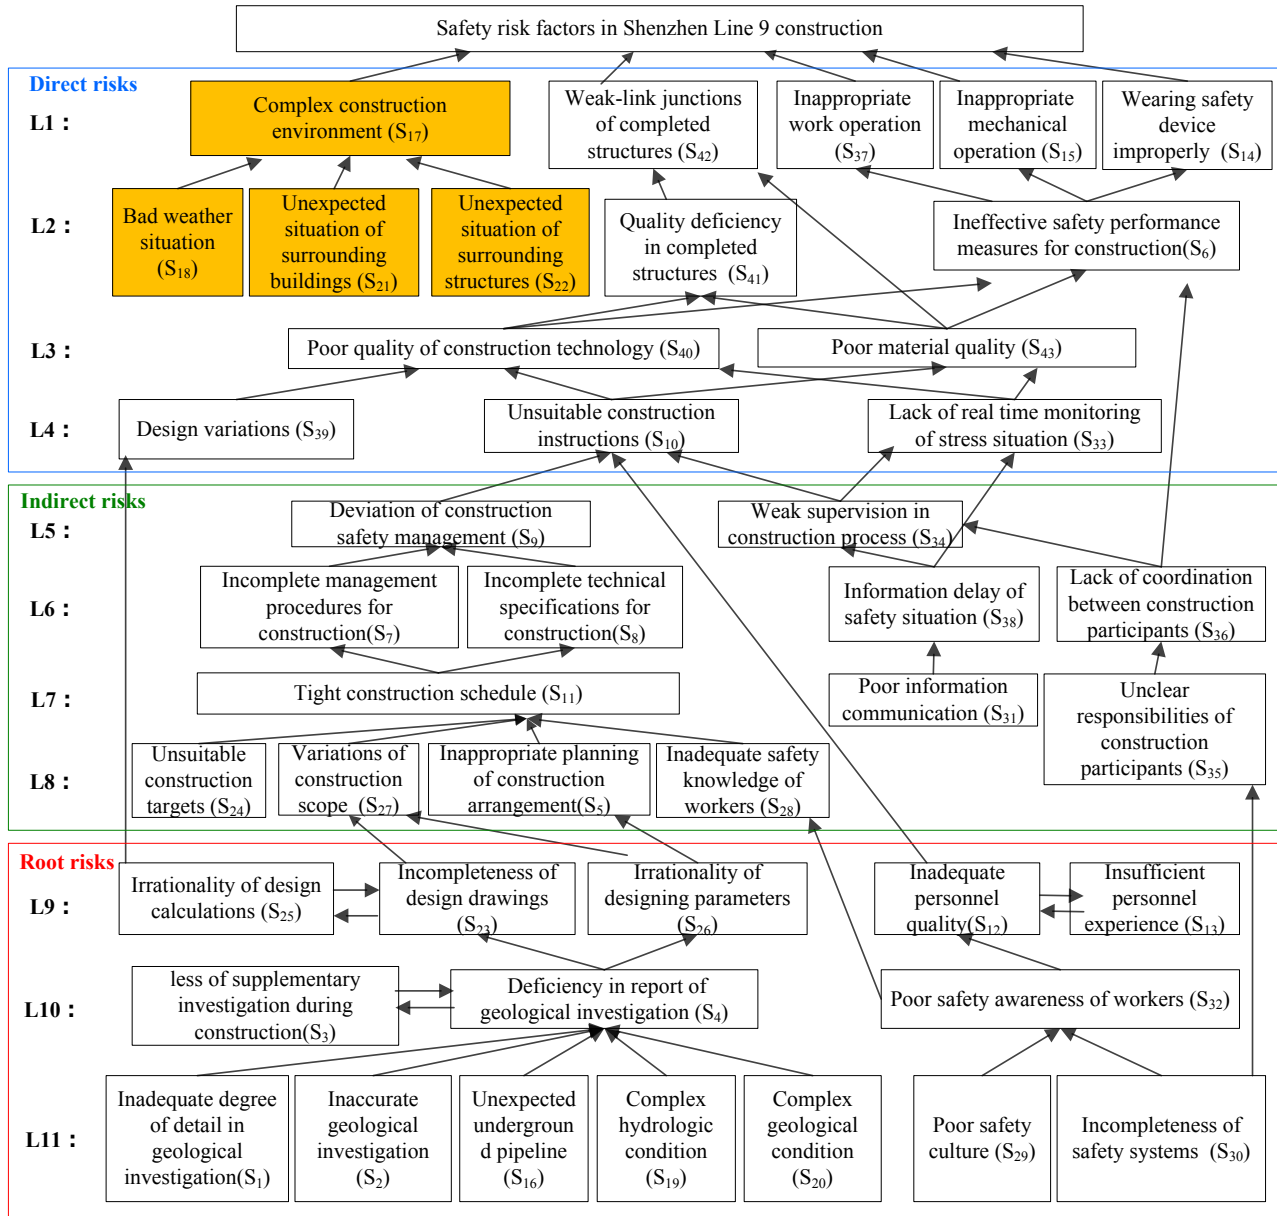 Safety risk factors in Shenzhen Line 9 construction
Direct risks
L1：
Complex construction
environment (S17)
Weak-link junctions
of completed
structures (S42)
Inappropriate
work operation
(S37)
Inappropriate
mechanical
operation (S15)
Wearing safety
device
improperly (S14)
L2：
Bad weather
situation
(S18)
Unexpected
situation of
surrounding
buildings (S21)
Unexpected
situation of
surrounding
structures (S22)
Quality deficiency
in completed
structures (S41)
Ineffective safety performance
measures for construction(S6)
L3：
Poor quality of construction technology (S40)
Poor material quality (S43)
L4：
Design variations (S39)
Unsuitable construction
instructions (S10)
Lack of real time monitoring
of stress situation (S33)
Indirect risks
L5：
Deviation of construction
safety management (S9)
Weak supervision in
construction process (S34)
L6：
Incomplete management
procedures for
construction(S7)
Incomplete technical
specifications for
construction(S8)
Information delay of
safety situation (S38)
Lack of coordination
between construction
participants (S36)
L7：
Tight construction schedule (S11)
Poor information
communication (S31)
Unclear
responsibilities of
construction
participants (S35)
L8：
Unsuitable
construction
targets (S24)
Variations of
construction
scope (S27)
Inappropriate planning
of construction
arrangement(S5)
Inadequate safety
knowledge of
workers (S28)
Root risks
L9：
Irrationality of design
calculations (S25)
Incompleteness of
design drawings
(S23)
Irrationality of
designing parameters
(S26)
Inadequate
personnel
quality(S12)
Insufficient
personnel
experience (S13)
L10：
less of supplementary
investigation during
construction(S3)
Deficiency in report of
geological investigation (S4)
Poor safety awareness of workers (S32)
L11：
Inadequate degree
of detail in
geological
investigation(S1)
Inaccurate
geological
investigation
(S2)
Unexpected
undergroun
d pipeline
(S16)
Complex
hydrologic
condition
(S19)
Complex
geological
condition
(S20)
Poor safety
culture (S29)
Incompleteness of
safety systems (S30)